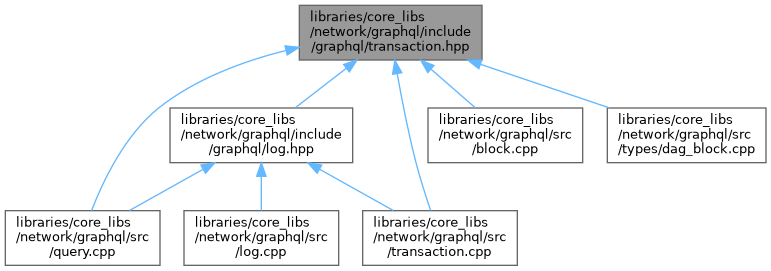 libraries/core_libs
/network/graphql/include
/graphql/transaction.hpp
libraries/core_libs
/network/graphql/include
/graphql/log.hpp
libraries/core_libs
/network/graphql/src
/block.cpp
libraries/core_libs
/network/graphql/src
/types/dag_block.cpp
libraries/core_libs
/network/graphql/src
/query.cpp
libraries/core_libs
/network/graphql/src
/log.cpp
libraries/core_libs
/network/graphql/src
/transaction.cpp